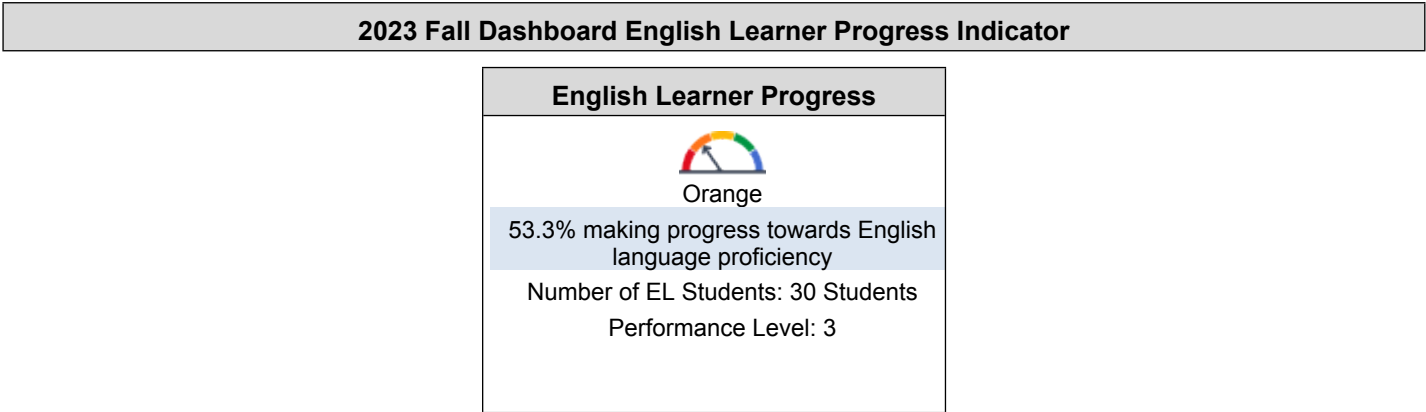 2023 Fall Dashboard English Learner Progress Indicator
English Learner Progress
Orange
53.3% making progress towards English
language proficiency
Number of EL Students: 30 Students
Performance Level: 3